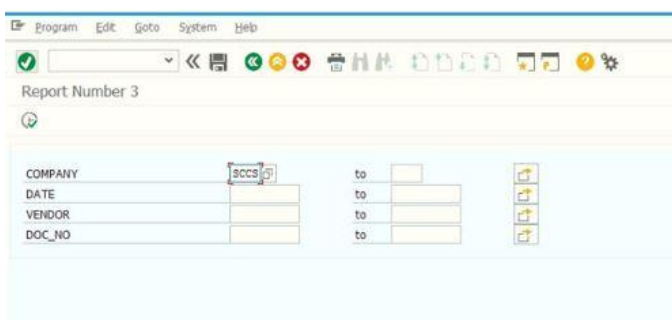 Program Edit Goto System Help
Report Number 3
COMPANY SCCS to
DATE to
VENDOR to
DOC_NO to